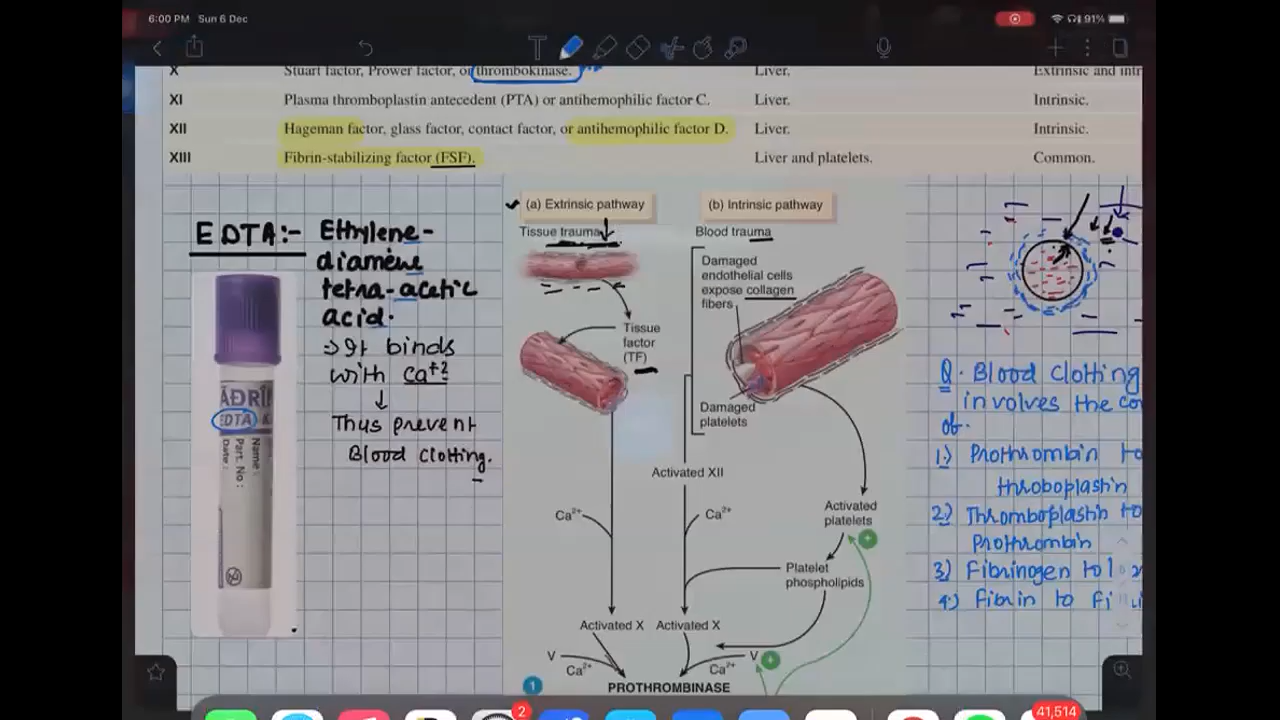 6:00 PM Sun 6 Dec
91%
X Stuart factor, Prower factor, or thrombokinase. Liver. Extrinsic and intr
XI Plasma thromboplastin antecedent (PTA) or antihemophilic factor C. Liver. Intrinsic.
XII Hageman factor, glass factor, contact factor, or antihemophilic factor D. Liver. Intrinsic.
XIII Fibrin-stabilizing factor (FSF). Liver and platelets. Common.
EDTA:-
Ethylene-
diamene
tetra-acetic
acid.
⇒ It binds
with Ca+2
↓
Thus prevent
Blood clotting.
EDTA
Name :
Part. No :
Date :
(a) Extrinsic pathway
Tissue trauma
Tissue
factor
(TF)
Ca2+
Activated X
V
Ca2+
(b) Intrinsic pathway
Blood trauma
Damaged
endothelial cells
expose collagen
fibers
Damaged
platelets
Activated XII
Ca2+
Activated
platelets
+
Platelet
phospholipids
Activated X
V
+
Ca2+
1 PROTHROMBINASE
Q. Blood clotting
involves the co
of.
1.) Prothrombin to
throboplastin
2.) Thromboplastin to
Prothrombin
3) Fibrinogen to
4.) Fibrin to
2
41,514